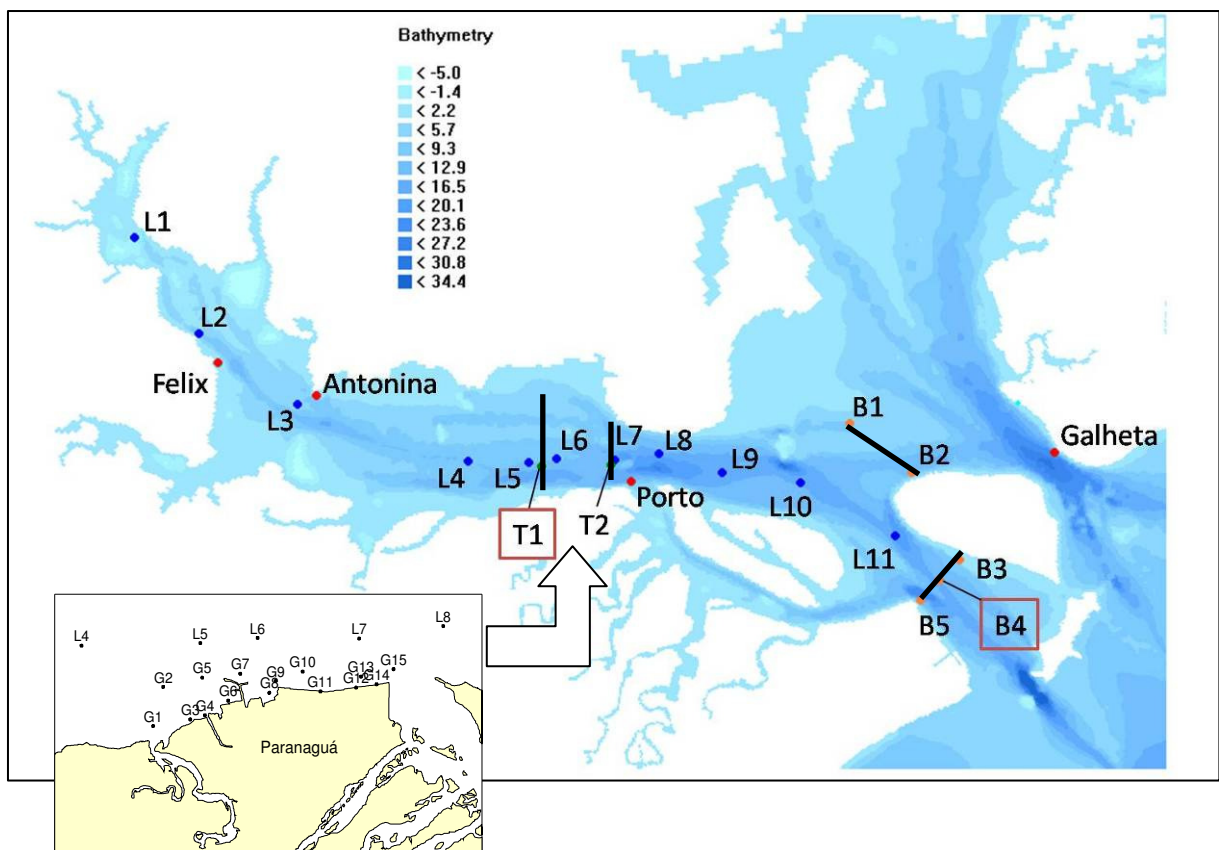 Bathymetry
< -5.0
< -1.4
< 2.2
< 5.7
< 9.3
< 12.9
< 16.5
< 20.1
< 23.6
< 27.2
< 30.8
< 34.4
L1
L2
Felix
Antonina
L3
L4
L5
L6
L7
L8
L9
L10
L11
Porto
T1
T2
B1
B2
B3
B4
B5
Galheta
L4
L5
L6
L7
L8
G1
G2
G3
G4
G5
G6
G7
G8
G9
G10
G11
G12
G13
G14
G15
Paranaguá